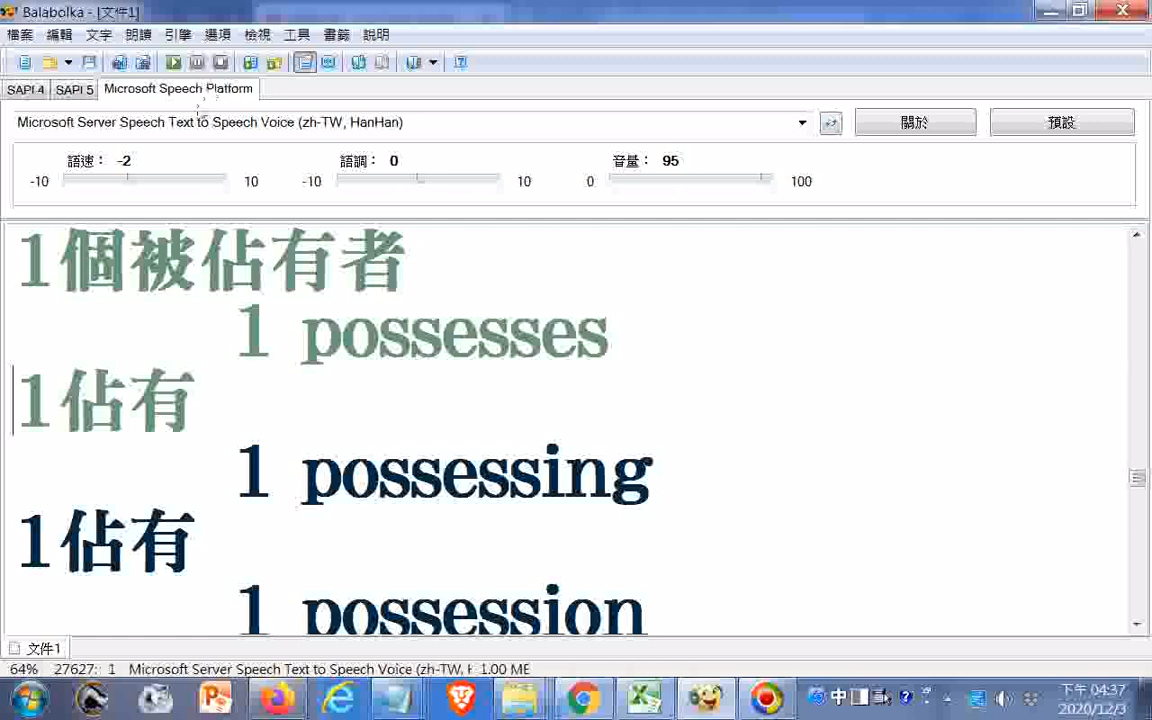 Balabolka - [文件1]
檔案 編輯 文字 朗讀 引擎 選項 檢視 工具 書籤 說明
SAPI 4 SAPI 5 Microsoft Speech Platform
Microsoft Server Speech Text to Speech Voice (zh-TW, HanHan) 關於 預設
語速： -2 語調： 0 音量： 95
-10 10 -10 10 0 100
1個被佔有者
1 possesses
1佔有
1 possessing
1佔有
1 possession
文件1
64% 27627: 1 Microsoft Server Speech Text to Speech Voice (zh-TW, H 1.00 ME
中 下午 04:37
2020/12/3